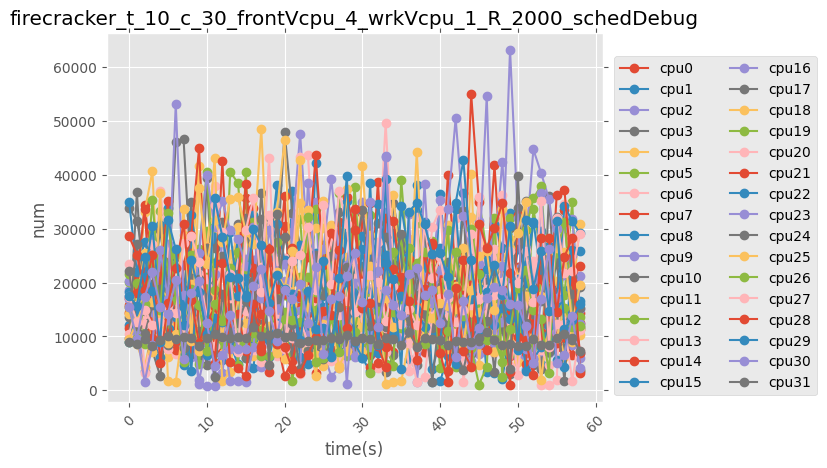 firecracker_t_10_c_30_frontVcpu_4_wrkVcpu_1_R_2000_schedDebug
60000
50000
40000
30000
20000
10000
0
num
0 10 20 30 40 50 60
time(s)
cpu0
cpu1
cpu2
cpu3
cpu4
cpu5
cpu6
cpu7
cpu8
cpu9
cpu10
cpu11
cpu12
cpu13
cpu14
cpu15
cpu16
cpu17
cpu18
cpu19
cpu20
cpu21
cpu22
cpu23
cpu24
cpu25
cpu26
cpu27
cpu28
cpu29
cpu30
cpu31